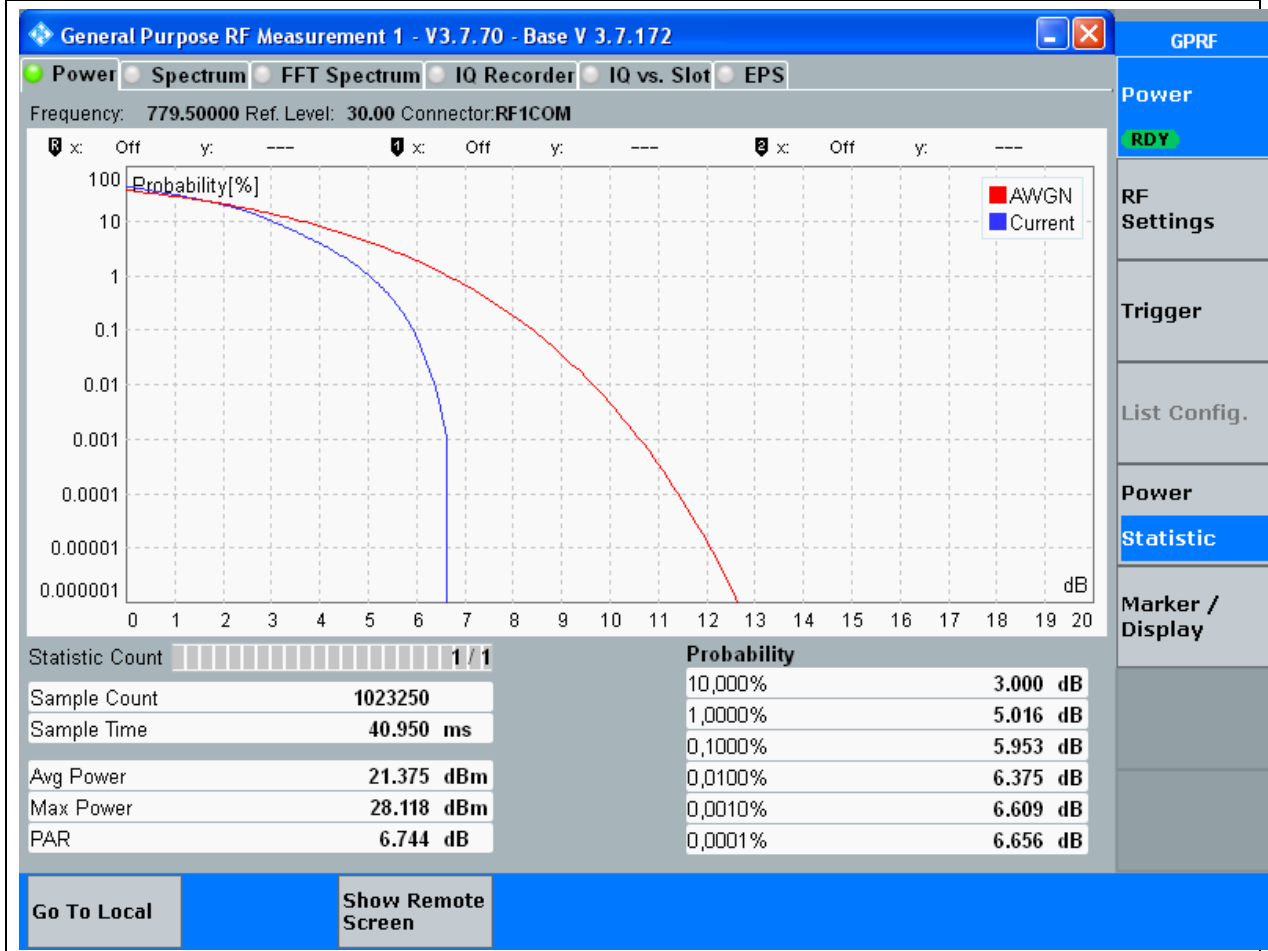 General Purpose RF Measurement 1 - V3.7.70 - Base V 3.7.172
GPRF
Power Spectrum FFT Spectrum IQ Recorder IQ vs. Slot EPS
Frequency: 779.50000 Ref. Level: 30.00 Connector:RF1COM
R x: Off y: --- 1 x: Off y: --- 2 x: Off y: ---
Probability[%]
100
10
1
0.1
0.01
0.001
0.0001
0.00001
0.000001
AWGN
Current
dB
0 1 2 3 4 5 6 7 8 9 10 11 12 13 14 15 16 17 18 19 20
Statistic Count 1 / 1
Sample Count 1023250
Sample Time 40.950 ms
Avg Power 21.375 dBm
Max Power 28.118 dBm
PAR 6.744 dB
Probability
10,000% 3.000 dB
1,0000% 5.016 dB
0,1000% 5.953 dB
0,0100% 6.375 dB
0,0010% 6.609 dB
0,0001% 6.656 dB
Power
RDY
RF
Settings
Trigger
List Config.
Power
Statistic
Marker /
Display
Go To Local
Show Remote
Screen